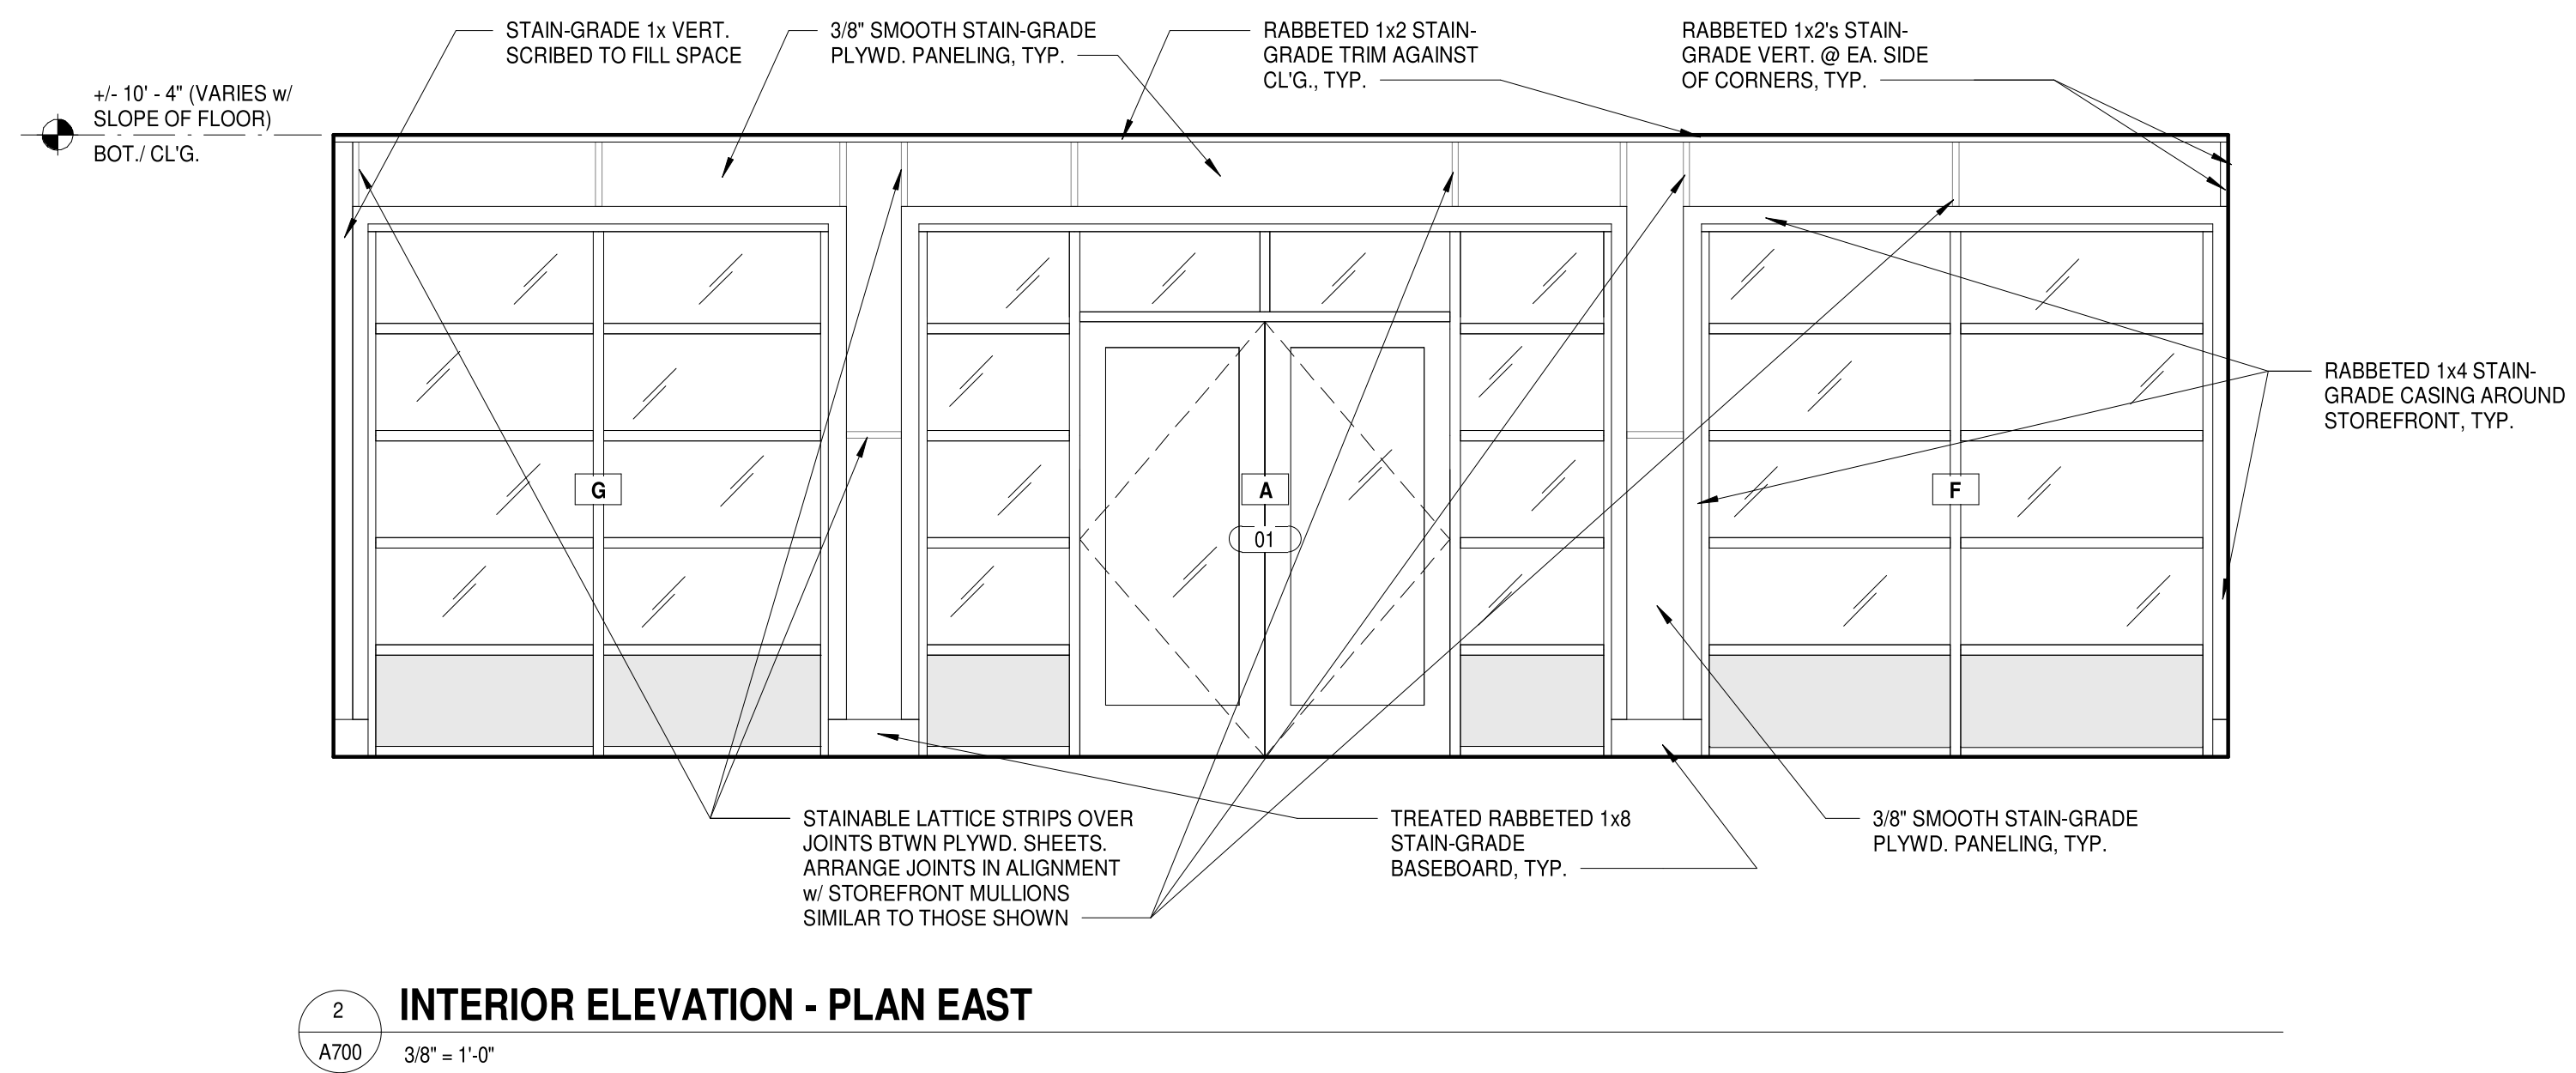 STAIN-GRADE 1x VERT.
SCRIBED TO FILL SPACE
3/8" SMOOTH STAIN-GRADE
PLYWD. PANELING, TYP.
RABBETED 1x2 STAIN-
GRADE TRIM AGAINST
CL'G., TYP.
RABBETED 1x2's STAIN-
GRADE VERT. @ EA. SIDE
OF CORNERS, TYP.
+/- 10' - 4" (VARIES w/
SLOPE OF FLOOR)
BOT./ CL'G.
RABBETED 1x4 STAIN-
GRADE CASING AROUND
STOREFRONT, TYP.
G
A
F
01
STAINABLE LATTICE STRIPS OVER
JOINTS BTWN PLYWD. SHEETS.
ARRANGE JOINTS IN ALIGNMENT
w/ STOREFRONT MULLIONS
SIMILAR TO THOSE SHOWN
TREATED RABBETED 1x8
STAIN-GRADE
BASEBOARD, TYP.
3/8" SMOOTH STAIN-GRADE
PLYWD. PANELING, TYP.
2
INTERIOR ELEVATION - PLAN EAST
A700
3/8" = 1'-0"